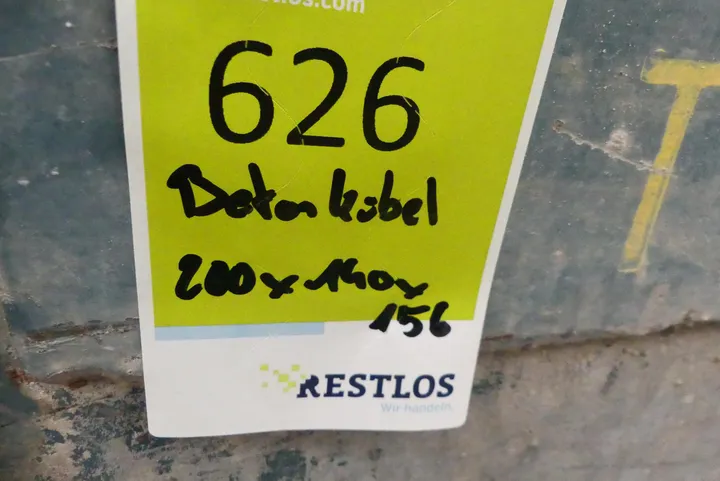 626
Betonkübel
200x140x
156
RESTLOS
Wir handeln.
T